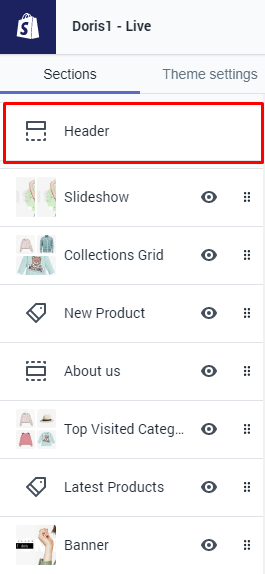 Doris1 - Live
Sections
Theme settings
Header
Slideshow
Collections Grid
New Product
About us
Top Visited Categ...
Latest Products
Banner